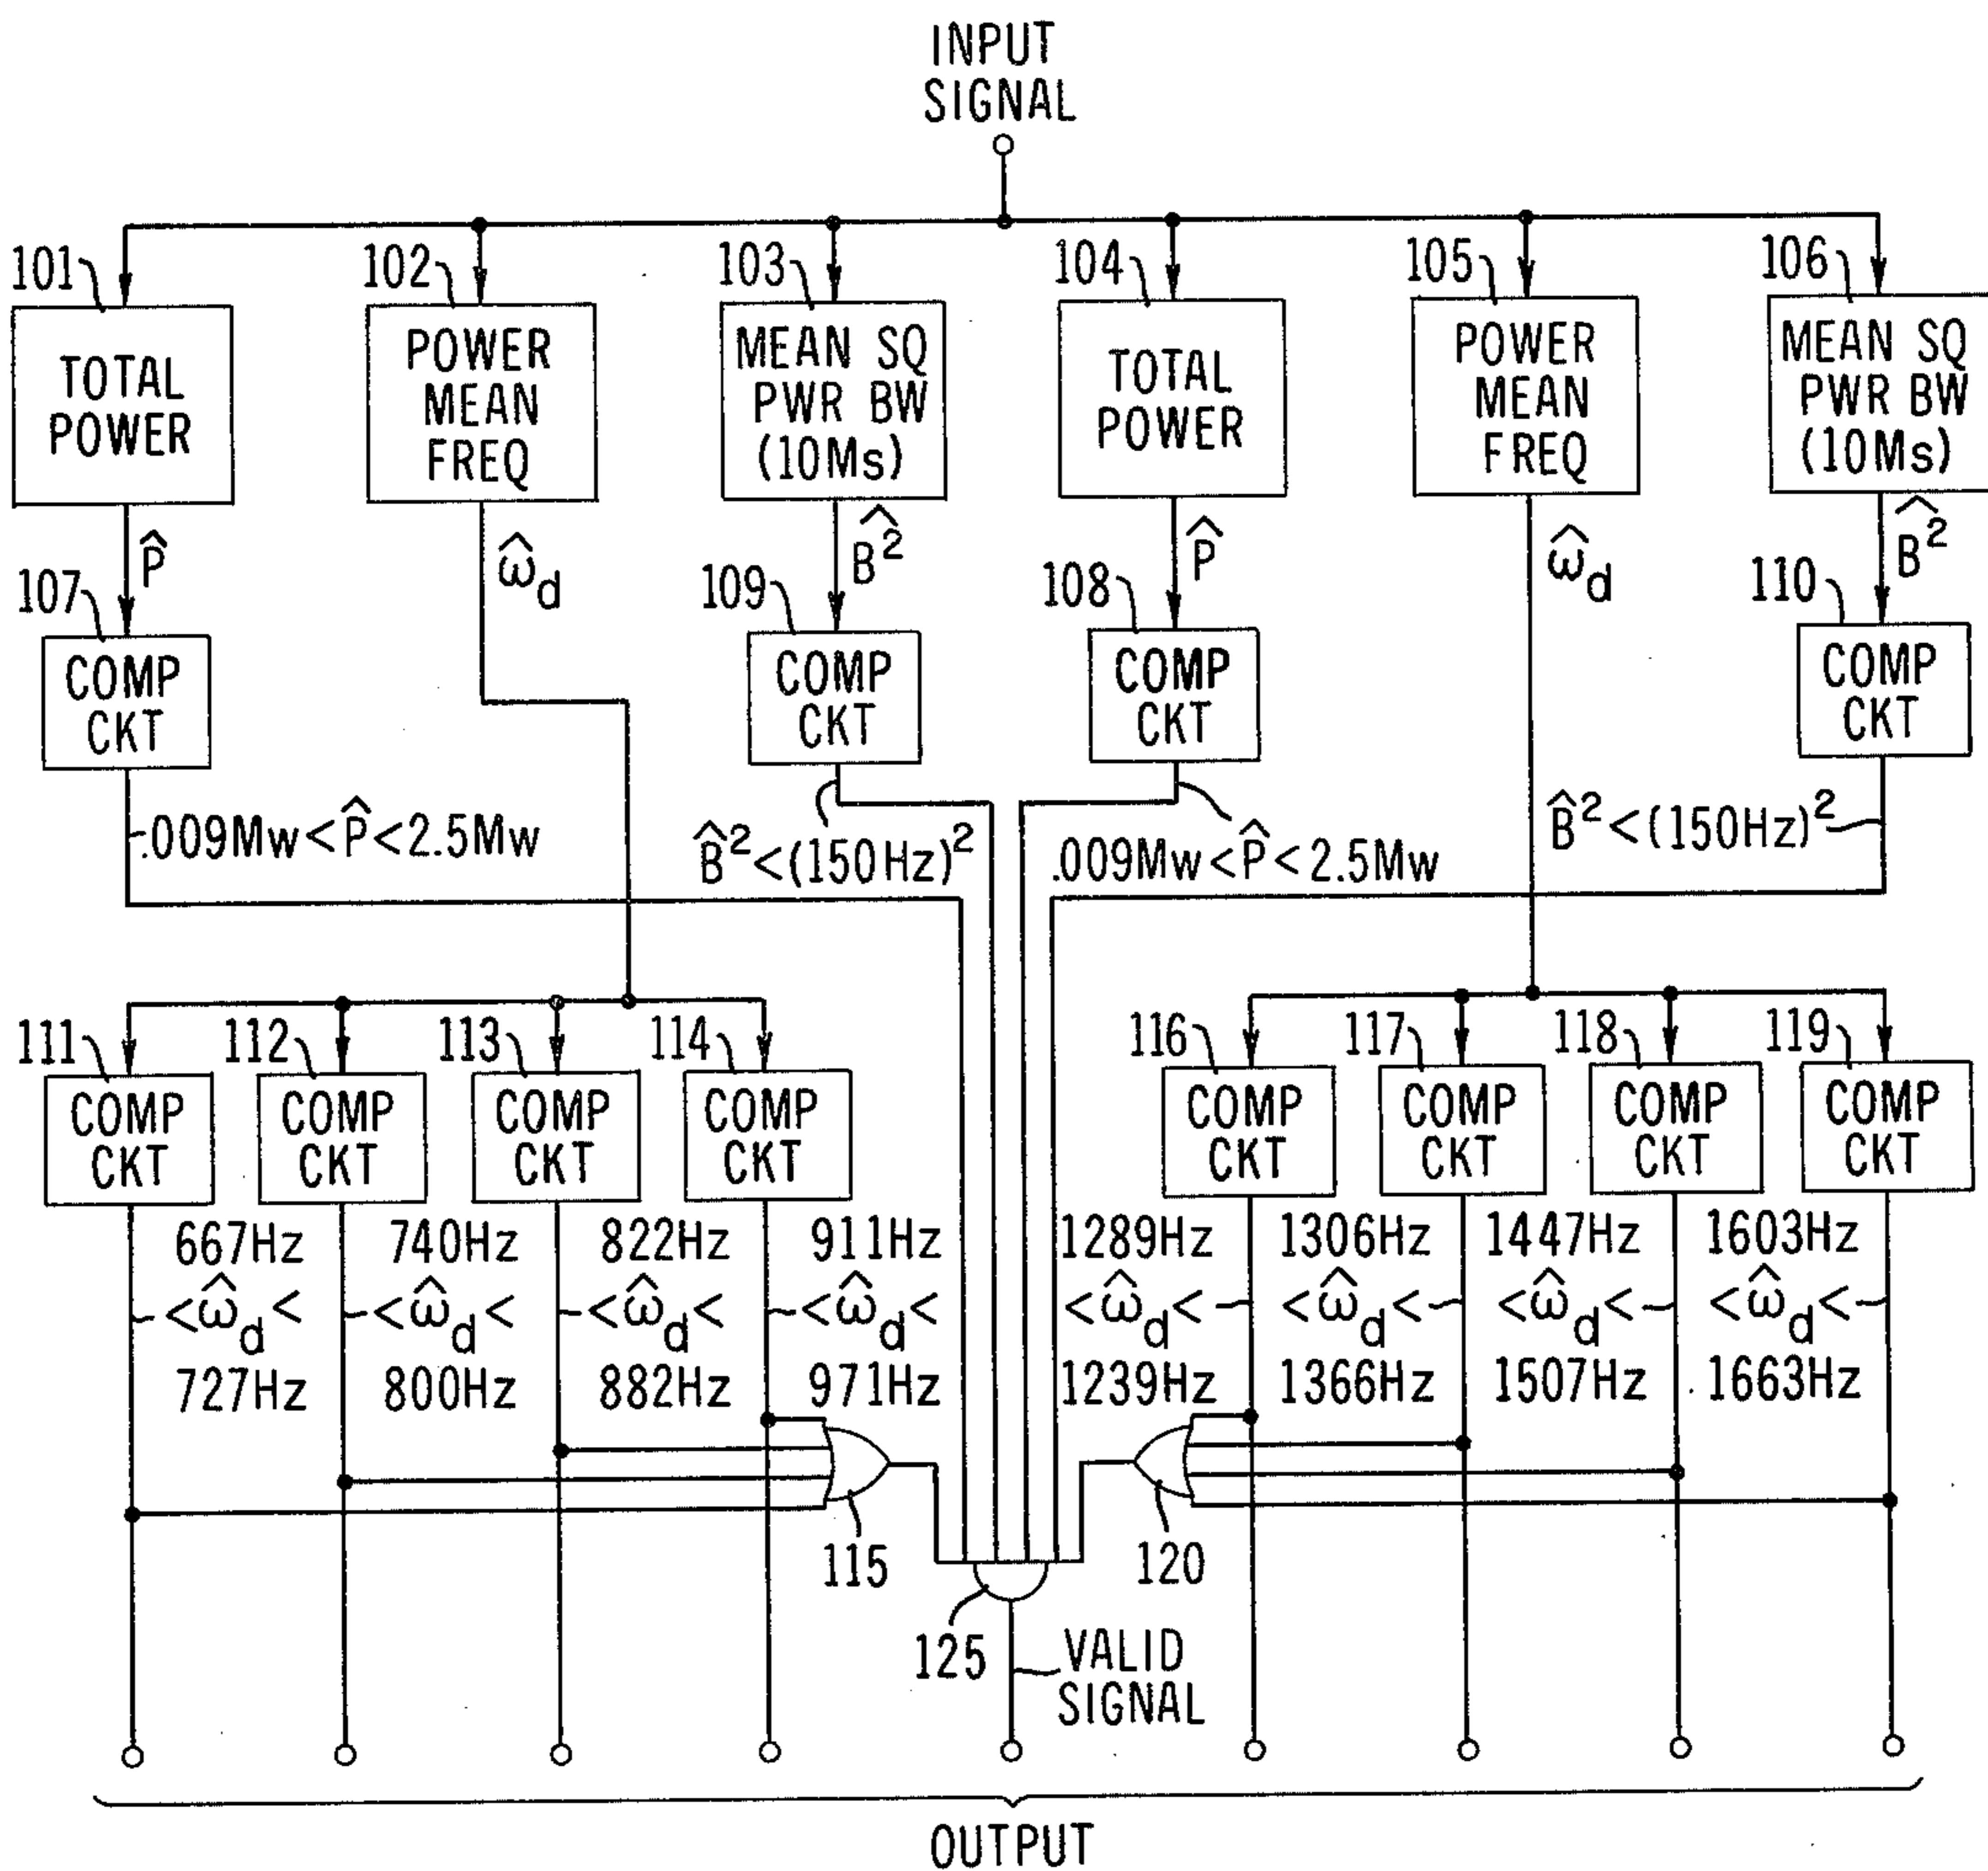 INPUT
SIGNAL
101
102
103
104
105
106
TOTAL
POWER
POWER
MEAN
FREQ
MEAN SQ
PWR BW
(10Ms)
TOTAL
POWER
POWER
MEAN
FREQ
MEAN SQ
PWR BW
(10Ms)
P̂
ω̂d
B̂²
P̂
ω̂d
B̂²
107
109
108
110
COMP
CKT
COMP
CKT
COMP
CKT
COMP
CKT
.009Mw<P̂<2.5Mw
B̂²<(150Hz)²
.009Mw<P̂<2.5Mw
B̂²<(150Hz)²
111
112
113
114
116
117
118
119
COMP
CKT
COMP
CKT
COMP
CKT
COMP
CKT
COMP
CKT
COMP
CKT
COMP
CKT
COMP
CKT
667Hz
<ω̂d<
727Hz
740Hz
<ω̂d<
800Hz
822Hz
<ω̂d<
882Hz
911Hz
<ω̂d<
971Hz
1289Hz
<ω̂d<
1239Hz
1306Hz
<ω̂d<
1366Hz
1447Hz
<ω̂d<
1507Hz
1603Hz
<ω̂d<
1663Hz
115
120
125
VALID
SIGNAL
OUTPUT